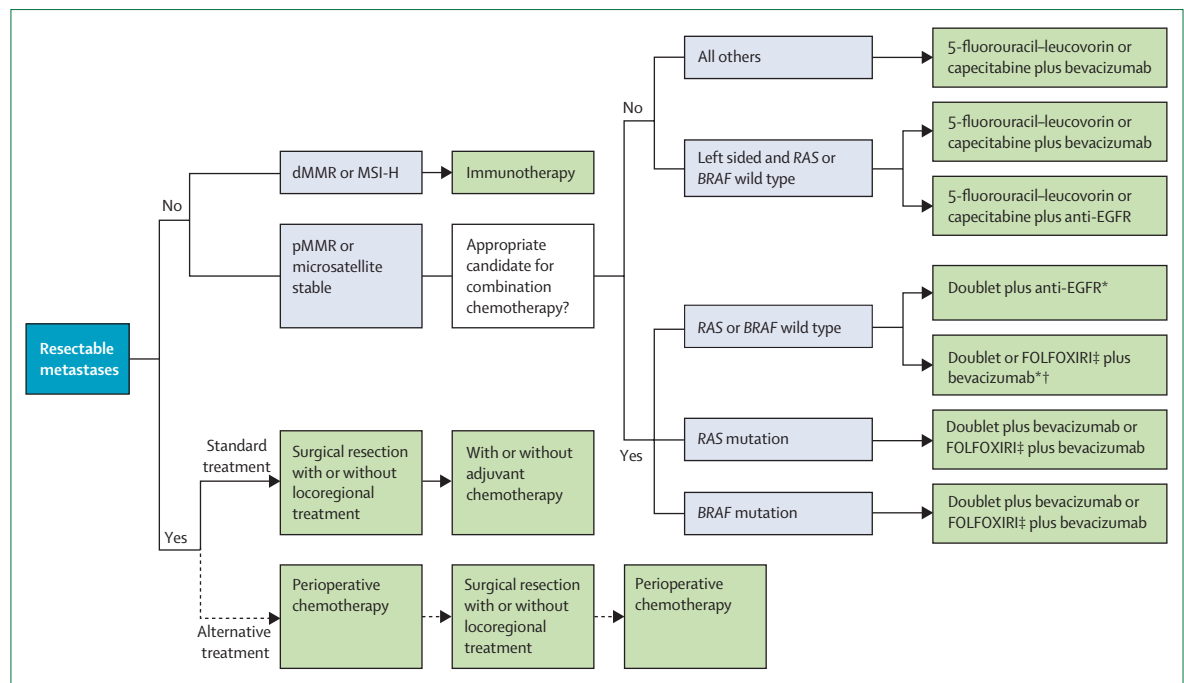 Resectable
metastases
No
dMMR or MSI-H
Immunotherapy
pMMR or
microsatellite
stable
Appropriate
candidate for
combination
chemotherapy?
No
All others
5-fluorouracil–leucovorin or
capecitabine plus bevacizumab
Left sided and RAS or
BRAF wild type
5-fluorouracil–leucovorin or
capecitabine plus bevacizumab
5-fluorouracil–leucovorin or
capecitabine plus anti-EGFR
Yes
RAS or BRAF wild type
Doublet plus anti-EGFR*
Doublet or FOLFOXIRI‡ plus
bevacizumab*†
RAS mutation
Doublet plus bevacizumab or
FOLFOXIRI‡ plus bevacizumab
BRAF mutation
Doublet plus bevacizumab or
FOLFOXIRI‡ plus bevacizumab
Yes
Standard
treatment
Surgical resection
with or without
locoregional
treatment
With or without
adjuvant
chemotherapy
Alternative
treatment
Perioperative
chemotherapy
Surgical resection
with or without
locoregional
treatment
Perioperative
chemotherapy